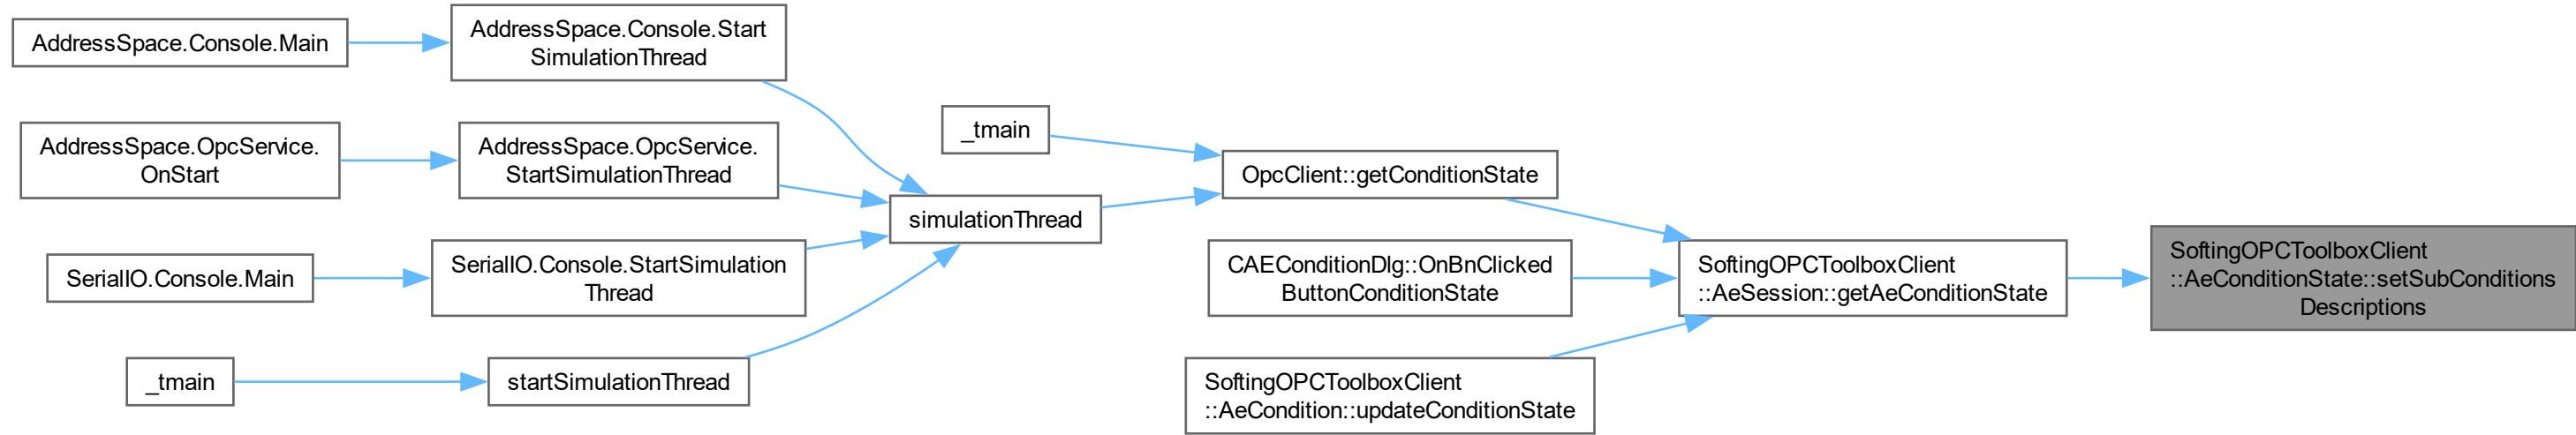 AddressSpace.Console.Main
AddressSpace.Console.Start
SimulationThread
AddressSpace.OpcService.
OnStart
AddressSpace.OpcService.
StartSimulationThread
SerialIO.Console.Main
SerialIO.Console.StartSimulation
Thread
_tmain
startSimulationThread
simulationThread
_tmain
OpcClient::getConditionState
CAEConditionDlg::OnBnClicked
ButtonConditionState
SoftingOPCToolboxClient
::AeCondition::updateConditionState
SoftingOPCToolboxClient
::AeSession::getAeConditionState
SoftingOPCToolboxClient
::AeConditionState::setSubConditions
Descriptions